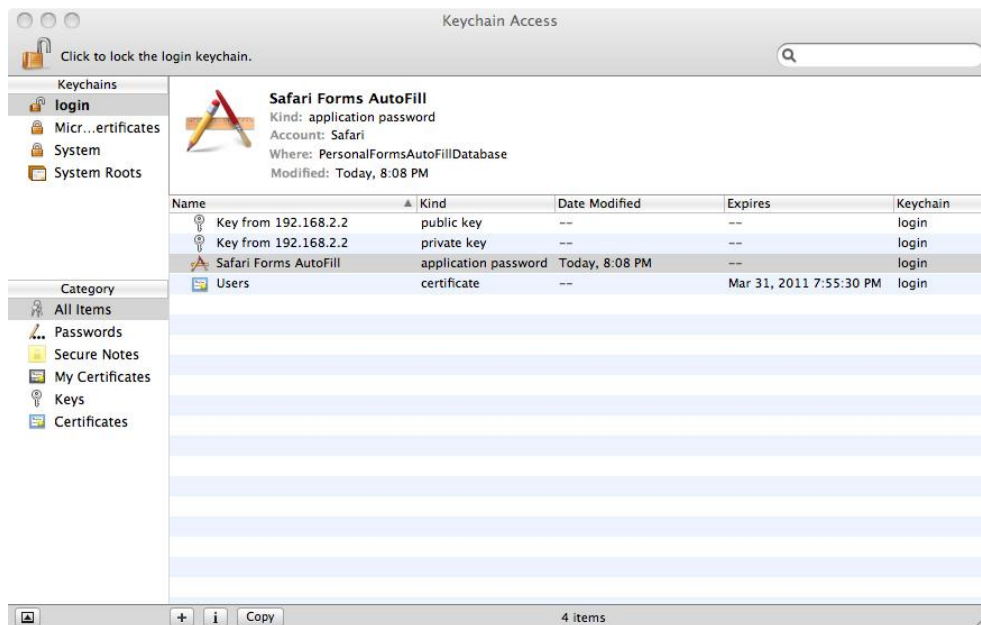 Keychain Access
Click to lock the login keychain.
Keychains
login
Micr...ertificates
System
System Roots
Safari Forms AutoFill
Kind: application password
Account: Safari
Where: PersonalFormsAutoFillDatabase
Modified: Today, 8:08 PM
Name Kind Date Modified Expires Keychain
Key from 192.168.2.2 public key -- -- login
Key from 192.168.2.2 private key -- -- login
Safari Forms AutoFill application password Today, 8:08 PM -- login
Users certificate -- Mar 31, 2011 7:55:30 PM login
Category
All Items
Passwords
Secure Notes
My Certificates
Keys
Certificates
+ i Copy 4 items